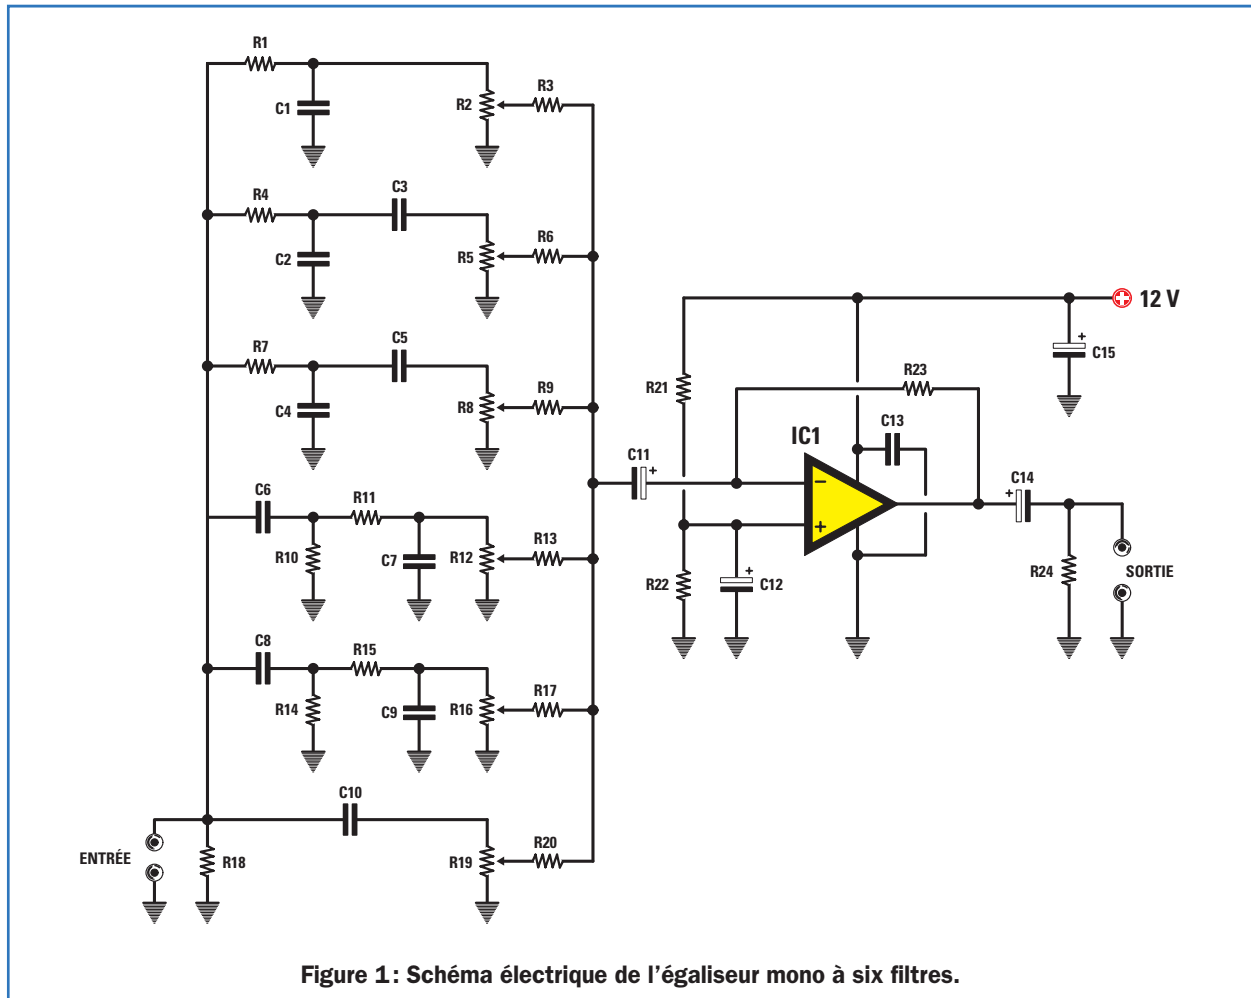 R1
R3
C1
R2
C3
R4
R6
C2
R5
12 V
C5
R7
C15
R9
R23
R21
C4
R8
C13
IC1
C11
+
C6
R11
C14
−
+
+
R13
R10
C7
R12
+
R22
C12
R24
SORTIE
C8
R15
R17
R14
C9
R16
C10
R20
ENTRÉE
R18
R19
+
Figure 1: Schéma électrique de l'égaliseur mono à six filtres.